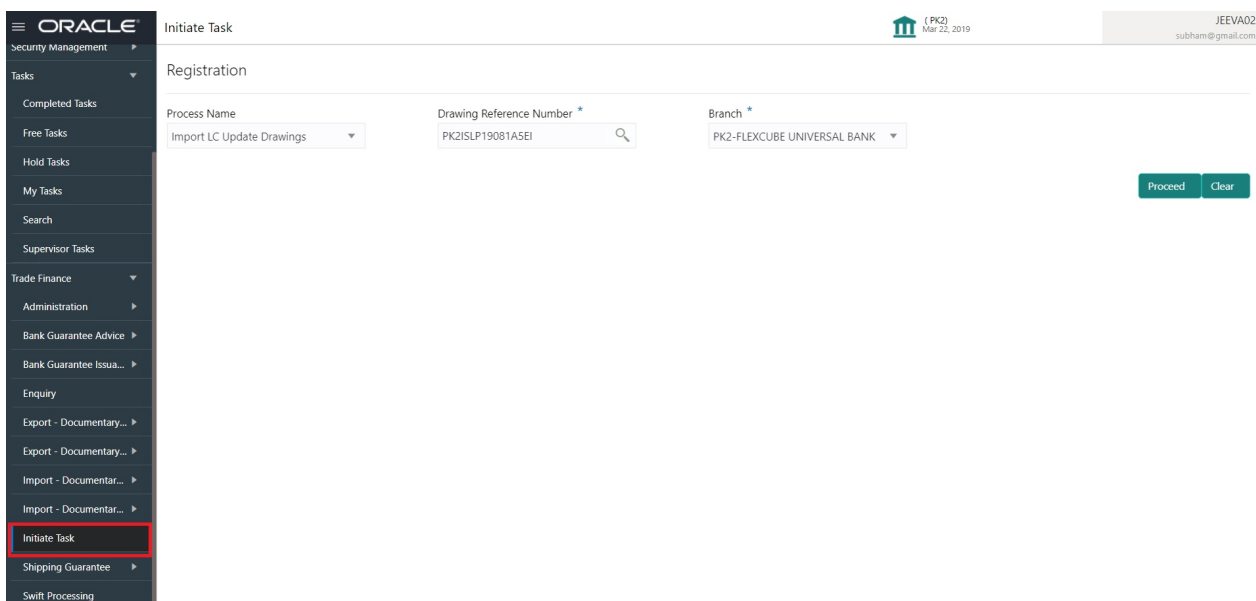 ORACLE
Initiate Task
( PK2)
Mar 22, 2019
JEEVA02
subham@gmail.com
Security Management
Tasks
Completed Tasks
Free Tasks
Hold Tasks
My Tasks
Search
Supervisor Tasks
Trade Finance
Administration
Bank Guarantee Advice
Bank Guarantee Issua...
Enquiry
Export - Documentary...
Export - Documentary...
Import - Documentar...
Import - Documentar...
Initiate Task
Shipping Guarantee
Swift Processing
Registration
Process Name
Drawing Reference Number *
Branch *
Import LC Update Drawings
PK2ISLP19081A5EI
PK2-FLEXCUBE UNIVERSAL BANK
Proceed
Clear